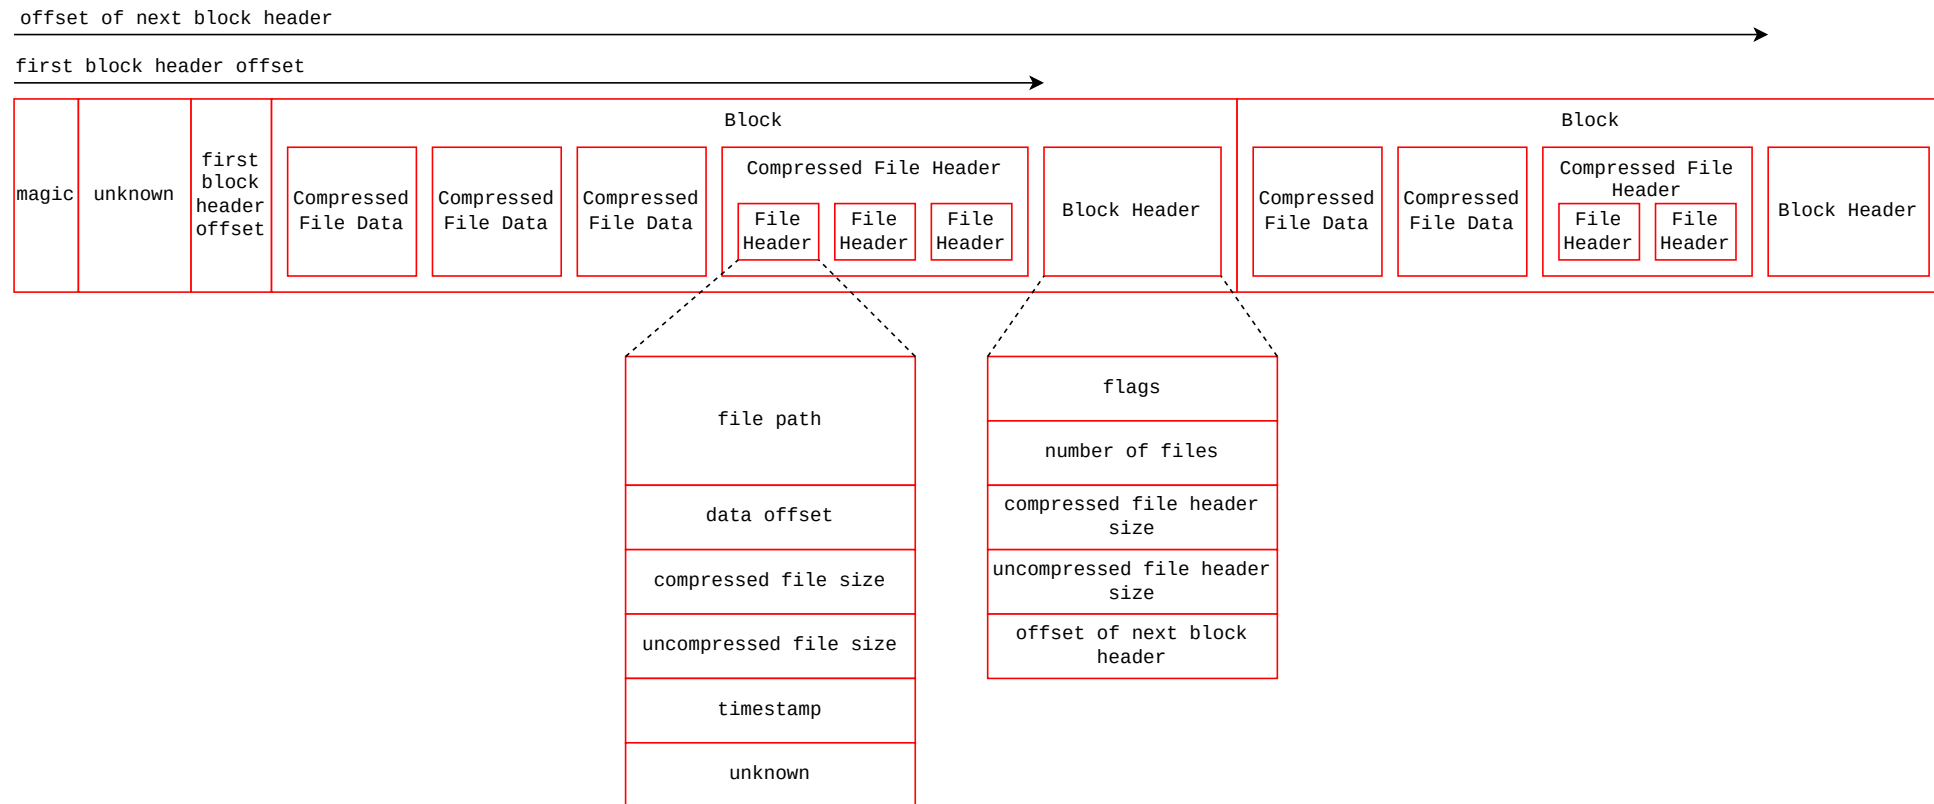 offset of next block header
first block header offset
magic
unknown
first
block
header
offset
Block
Compressed
File Data
Compressed
File Data
Compressed
File Data
Compressed File Header
File
Header
File
Header
File
Header
Block Header
Block
Compressed
File Data
Compressed
File Data
Compressed File
Header
File
Header
File
Header
Block Header
file path
data offset
compressed file size
uncompressed file size
timestamp
unknown
flags
number of files
compressed file header
size
uncompressed file header
size
offset of next block
header